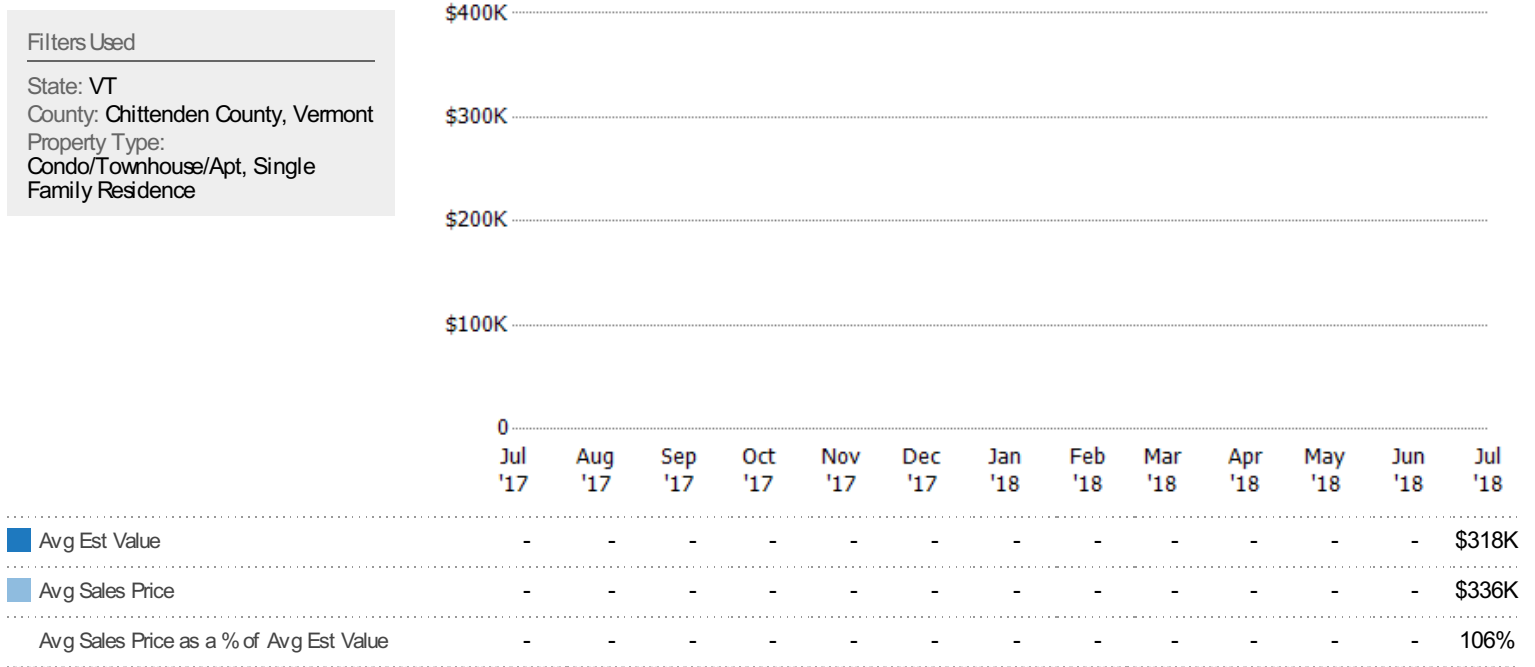 Filters Used
State: VT
County: Chittenden County, Vermont
Property Type:
Condo/Townhouse/Apt, Single
Family Residence
$400K
$300K
$200K
$100K
0
Jul Aug Sep Oct Nov Dec Jan Feb Mar Apr May Jun Jul
'17 '17 '17 '17 '17 '17 '18 '18 '18 '18 '18 '18 '18
Avg Est Value - - - - - - - - - - - - $318K
Avg Sales Price - - - - - - - - - - - - $336K
Avg Sales Price as a % of Avg Est Value - - - - - - - - - - - - 106%